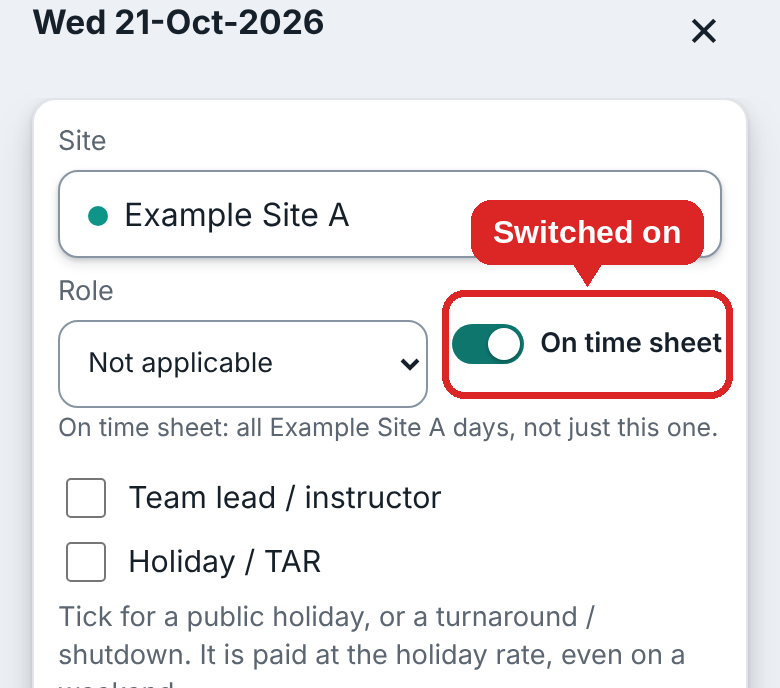 Wed 21-Oct-2026
Site
Example Site A
Switched on
Role
Not applicable
On time sheet
On time sheet: all Example Site A days, not just this one.
Team lead / instructor
Holiday / TAR
Tick for a public holiday, or a turnaround /
shutdown. It is paid at the holiday rate, even on a